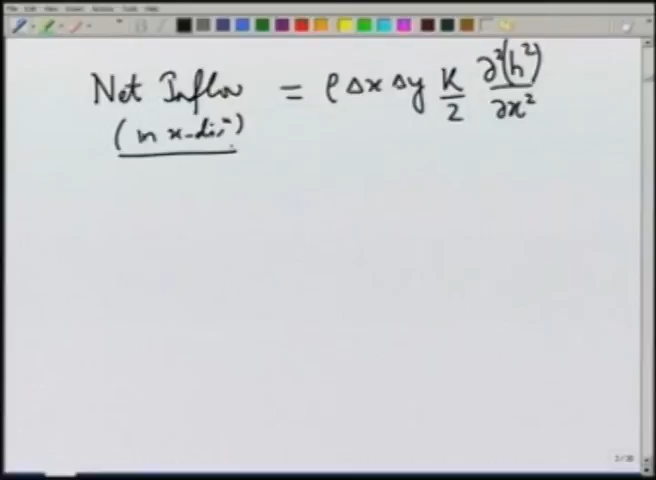 Net Inflow = ρ Δx Δy K/2 ∂²(h²)/∂x²
(in x-dirⁿ)